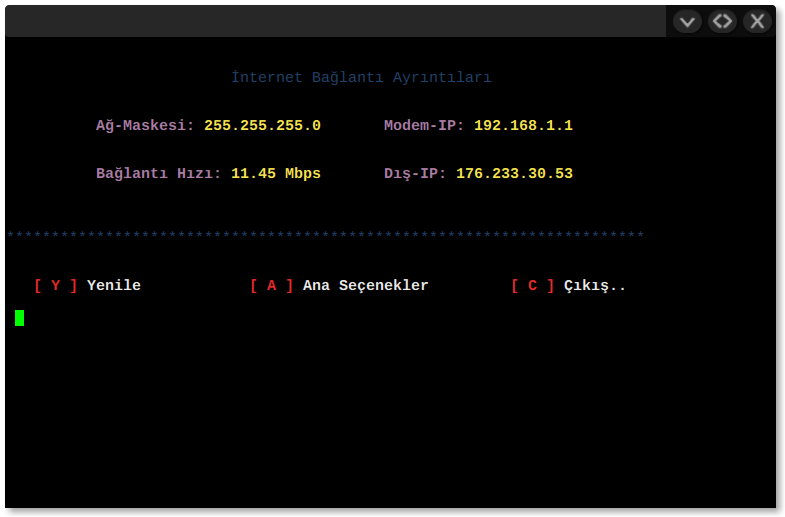 İnternet Bağlantı Ayrıntıları
Ağ-Maskesi: 255.255.255.0 Modem-IP: 192.168.1.1
Bağlantı Hızı: 11.45 Mbps Dış-IP: 176.233.30.53
***********************************************************************
[ Y ] Yenile [ A ] Ana Seçenekler [ C ] Çıkış..